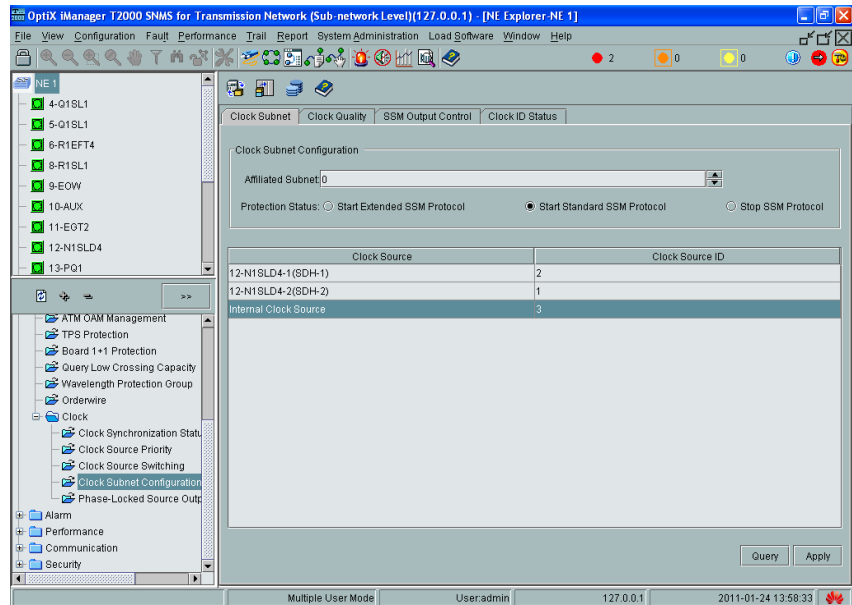 OptiX iManager T2000 SNMS for Transmission Network (Sub-network Level)(127.0.0.1) - [NE Explorer-NE 1]
File View Configuration Fault Performance Trail Report System Administration Load Software Window Help
2 0 0
NE 1
4-Q1SL1
5-Q1SL1
6-R1EFT4
8-R1SL1
9-EOW
10-AUX
11-EGT2
12-N1SLD4
13-PQ1
>>
ATM OAM Management
TPS Protection
Board 1+1 Protection
Query Low Crossing Capacity
Wavelength Protection Group
Orderwire
Clock
Clock Synchronization Statu
Clock Source Priority
Clock Source Switching
Clock Subnet Configuration
Phase-Locked Source Outp
Alarm
Performance
Communication
Security
Clock Subnet Clock Quality SSM Output Control Clock ID Status
Clock Subnet Configuration
Affiliated Subnet: 0
Protection Status: Start Extended SSM Protocol Start Standard SSM Protocol Stop SSM Protocol
Clock Source Clock Source ID
12-N1SLD4-1(SDH-1) 2
12-N1SLD4-2(SDH-2) 1
Internal Clock Source 3
Query Apply
Multiple User Mode User:admin 127.0.0.1 2011-01-24 13:58:33